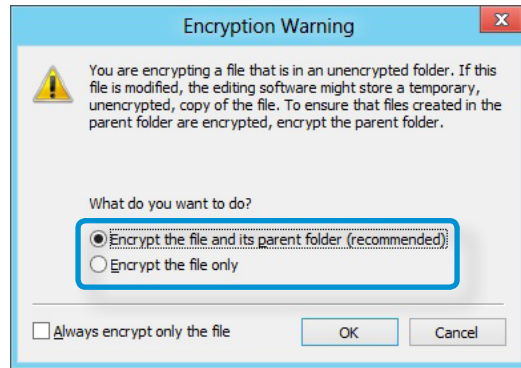 Encryption Warning
x
You are encrypting a file that is in an unencrypted folder. If this
file is modified, the editing software might store a temporary,
unencrypted, copy of the file. To ensure that files created in the
parent folder are encrypted, encrypt the parent folder.
What do you want to do?
Encrypt the file and its parent folder (recommended)
Encrypt the file only
Always encrypt only the file
OK
Cancel